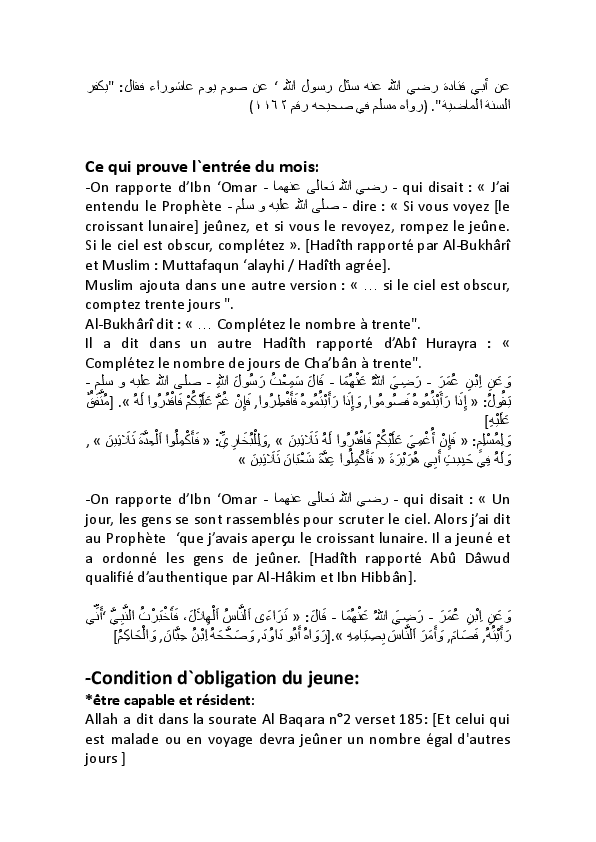 عن أبي قتادة رضي الله عنه سئل رسول الله ‘ عن صوم يوم عاشوراء فقال: "يكفر
السنة الماضية". (رواه مسلم في صحيحه رقم ١١٦٢)
Ce qui prouve l`entrée du mois:
-On rapporte d’Ibn ‘Omar - رضي الله تعالى عنهما - qui disait : « J’ai
entendu le Prophète - صلى الله عليه و سلم - dire : « Si vous voyez [le
croissant lunaire] jeûnez, et si vous le revoyez, rompez le jeûne.
Si le ciel est obscur, complétez ». [Hadîth rapporté par Al-Bukhârî
et Muslim : Muttafaqun ‘alayhi / Hadîth agrée].
Muslim ajouta dans une autre version : « … si le ciel est obscur,
comptez trente jours ".
Al-Bukhârî dit : « … Complétez le nombre à trente".
Il a dit dans un autre Hadîth rapporté d’Abî Hurayra : «
Complétez le nombre de jours de Cha’bân à trente".
وَعَنِ اِبْنِ عُمَرَ - رَضِيَ اللَّهُ عَنْهُمَا - قَالَ سَمِعْتُ رَسُولَ اللَّهِ - صلى الله عليه و سلم -
يَقُولُ: « إِذَا رَأَيْتُمُوهُ فَصُومُوا, وَإِذَا رَأَيْتُمُوهُ فَأَفْطِرُوا, فَإِنْ غُمَّ عَلَيْكُمْ فَاقْدُرُوا لَهُ ». [مُتَّفَقٌ
عَلَيْهِ]
وَلِمُسْلِمٍ: « فَإِنْ أُغْمِيَ عَلَيْكُمْ فَاقْدُرُوا لَهُ ثَلَاثِينَ » ,وَلِلْبُخَارِيِّ: « فَأَكْمِلُوا اَلْعِدَّةَ ثَلَاثِينَ » ,
وَلَهُ فِي حَدِيثِ أَبِي هُرَيْرَةَ « فَأَكْمِلُوا عِدَّةَ شَعْبَانَ ثَلَاثِينَ »
-On rapporte d’Ibn ‘Omar - رضي الله تعالى عنهما - qui disait : « Un
jour, les gens se sont rassemblés pour scruter le ciel. Alors j’ai dit
au Prophète ‘que j’avais aperçu le croissant lunaire. Il a jeuné et
a ordonné les gens de jeûner. [Hadîth rapporté Abû Dâwud
qualifié d’authentique par Al-Hâkim et Ibn Hibbân].
وَعَنِ اِبْنِ عُمَرَ - رَضِيَ اللَّهُ عَنْهُمَا - قَالَ: « تَرَاءَى اَلنَّاسُ اَلْهِلَالَ، فَأَخْبَرْتُ اَلنَّبِيَّ ‘أَنِّي
رَأَيْتُهُ, فَصَامَ, وَأَمَرَ اَلنَّاسَ بِصِيَامِهِ ».[رَوَاهُ أَبُو دَاوُدَ, وَصَحَّحَهُ اِبْنُ حِبَّانَ, وَالْحَاكِمُ]
-Condition d`obligation du jeune:
*être capable et résident:
Allah a dit dans la sourate Al Baqara n°2 verset 185: [Et celui qui
est malade ou en voyage devra jeûner un nombre égal d'autres
jours ]